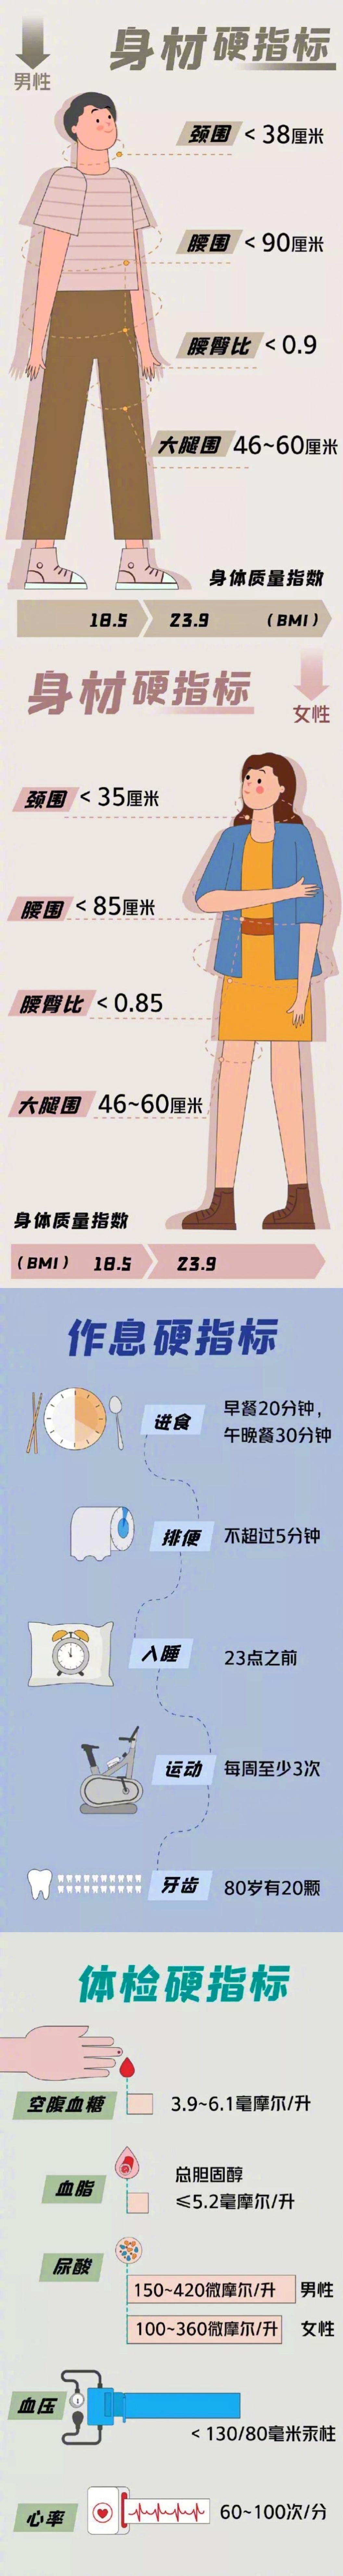 身材硬指标
男性
颈围 < 38厘米
腰围 < 90厘米
腰臀比 < 0.9
大腿围 46~60厘米
身体质量指数
18.5 23.9 (BMI)
身材硬指标
女性
颈围 < 35厘米
腰围 < 85厘米
腰臀比 < 0.85
大腿围 46~60厘米
身体质量指数
(BMI) 18.5 23.9
作息硬指标
进食 早餐20分钟，
午晚餐30分钟
排便 不超过5分钟
入睡 23点之前
运动 每周至少3次
牙齿 80岁有20颗
体检硬指标
空腹血糖 3.9~6.1毫摩尔/升
血脂 总胆固醇
≤5.2毫摩尔/升
尿酸
150~420微摩尔/升 男性
100~360微摩尔/升 女性
血压
< 130/80毫米汞柱
心率 60~100次/分